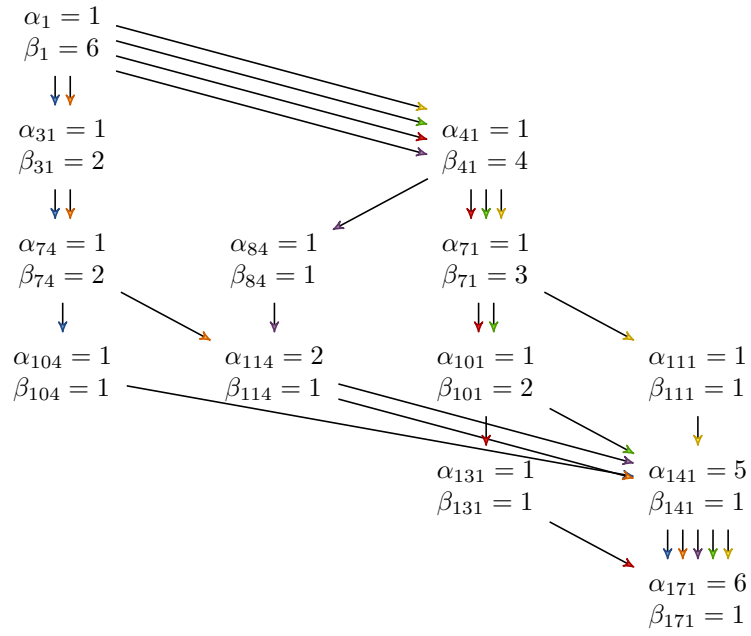 α₁ = 1
β₁ = 6
α₃₁ = 1
β₃₁ = 2
α₄₁ = 1
β₄₁ = 4
α₇₄ = 1
β₇₄ = 2
α₈₄ = 1
β₈₄ = 1
α₇₁ = 1
β₇₁ = 3
α₁₀₄ = 1
β₁₀₄ = 1
α₁₁₄ = 2
β₁₁₄ = 1
α₁₀₁ = 1
β₁₀₁ = 2
α₁₁₁ = 1
β₁₁₁ = 1
α₁₃₁ = 1
β₁₃₁ = 1
α₁₄₁ = 5
β₁₄₁ = 1
α₁₇₁ = 6
β₁₇₁ = 1